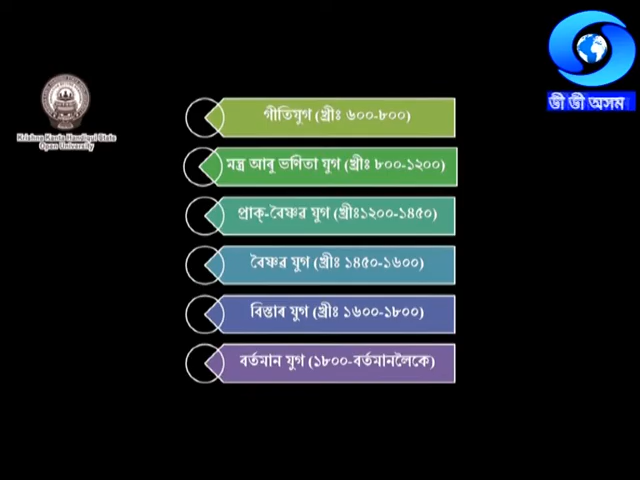 ডী ডী অসম
Krishna Kanta Handiqui State
Open University
গীতিযুগ (খ্ৰীঃ ৬০০-৮০০)
মন্ত্ৰ আৰু ভণিতা যুগ (খ্ৰীঃ ৮০০-১২০০)
প্ৰাক্-বৈষ্ণৱ যুগ (খ্ৰীঃ১২০০-১৪৫০)
বৈষ্ণৱ যুগ (খ্ৰীঃ ১৪৫০-১৬০০)
বিস্তাৰ যুগ (খ্ৰীঃ ১৬০০-১৮০০)
বৰ্তমান যুগ (১৮০০-বৰ্তমানলৈকে)